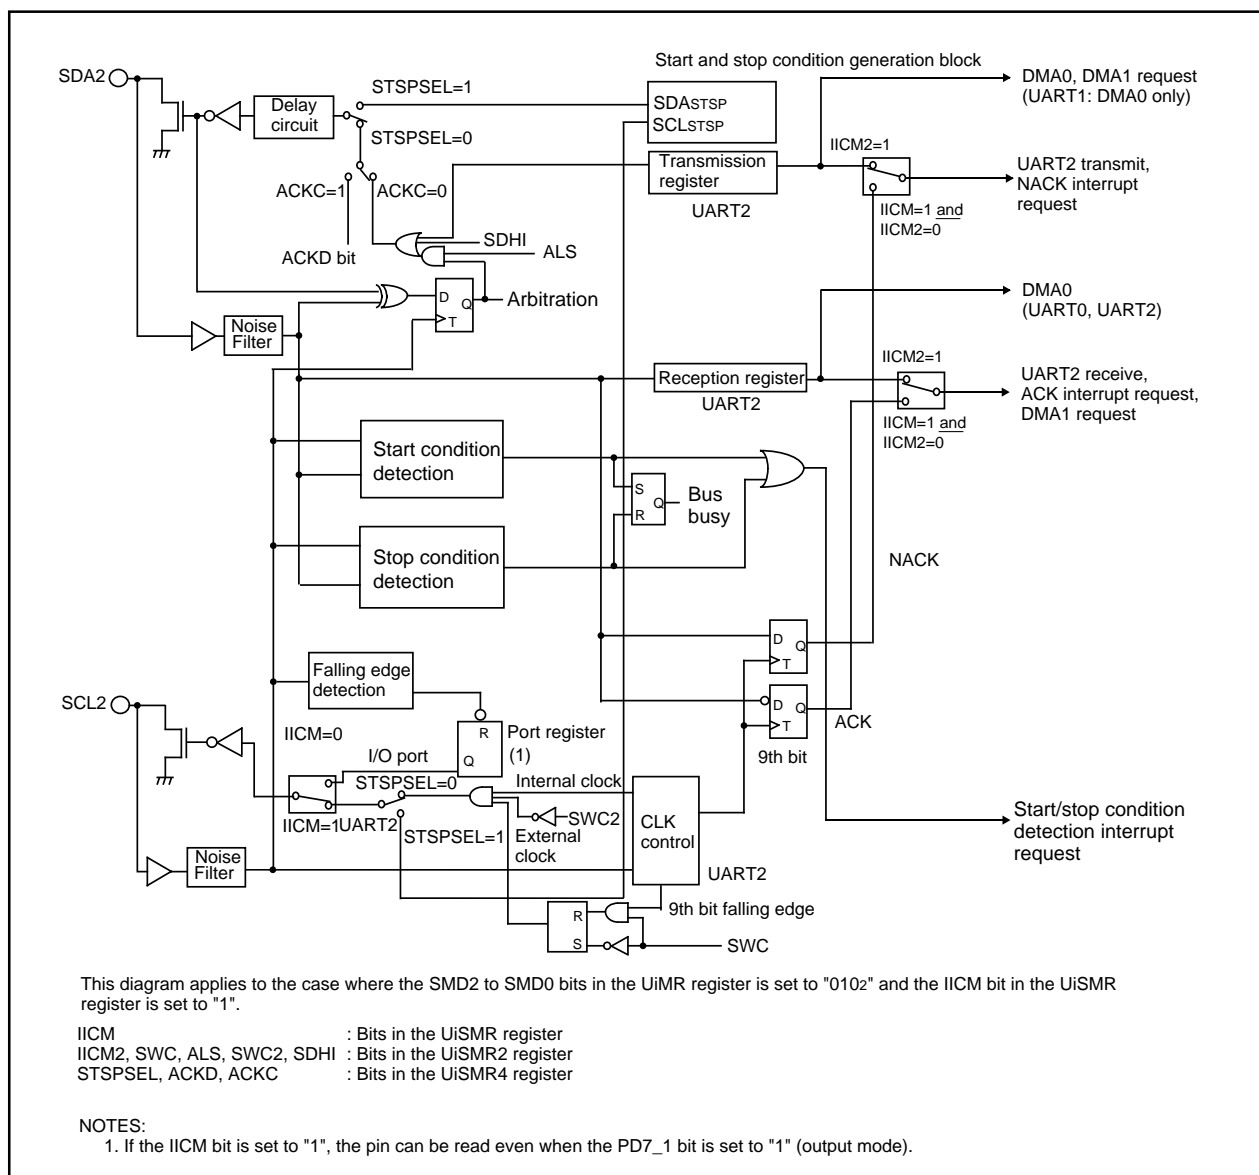 Start and stop condition generation block
SDA2
STSPSEL=1
Delay
circuit
STSPSEL=0
SDASTSP
SCLSTSP
DMA0, DMA1 request
(UART1: DMA0 only)
IICM2=1
Transmission
register
UART2
UART2 transmit,
NACK interrupt
request
IICM=1 and
IICM2=0
ACKC=1
ACKC=0
ACKD bit
SDHI
ALS
D
Q
T
Arbitration
Noise
Filter
DMA0
(UART0, UART2)
IICM2=1
Reception register
UART2
UART2 receive,
ACK interrupt request,
DMA1 request
IICM=1 and
IICM2=0
Start condition
detection
S
R
Q
Bus
busy
Stop condition
detection
NACK
D
Q
T
D
Q
T
ACK
9th bit
Falling edge
detection
SCL2
R
Q
Port register
(1)
IICM=0
I/O port
STSPSEL=0
IICM=1
UART2
STSPSEL=1
Internal clock
SWC2
External
clock
CLK
control
UART2
Start/stop condition
detection interrupt
request
Noise
Filter
9th bit falling edge
R
S
SWC
This diagram applies to the case where the SMD2 to SMD0 bits in the UiMR register is set to "0102" and the IICM bit in the UiSMR
register is set to "1".
IICM : Bits in the UiSMR register
IICM2, SWC, ALS, SWC2, SDHI : Bits in the UiSMR2 register
STSPSEL, ACKD, ACKC : Bits in the UiSMR4 register
NOTES:
1. If the IICM bit is set to "1", the pin can be read even when the PD7_1 bit is set to "1" (output mode).